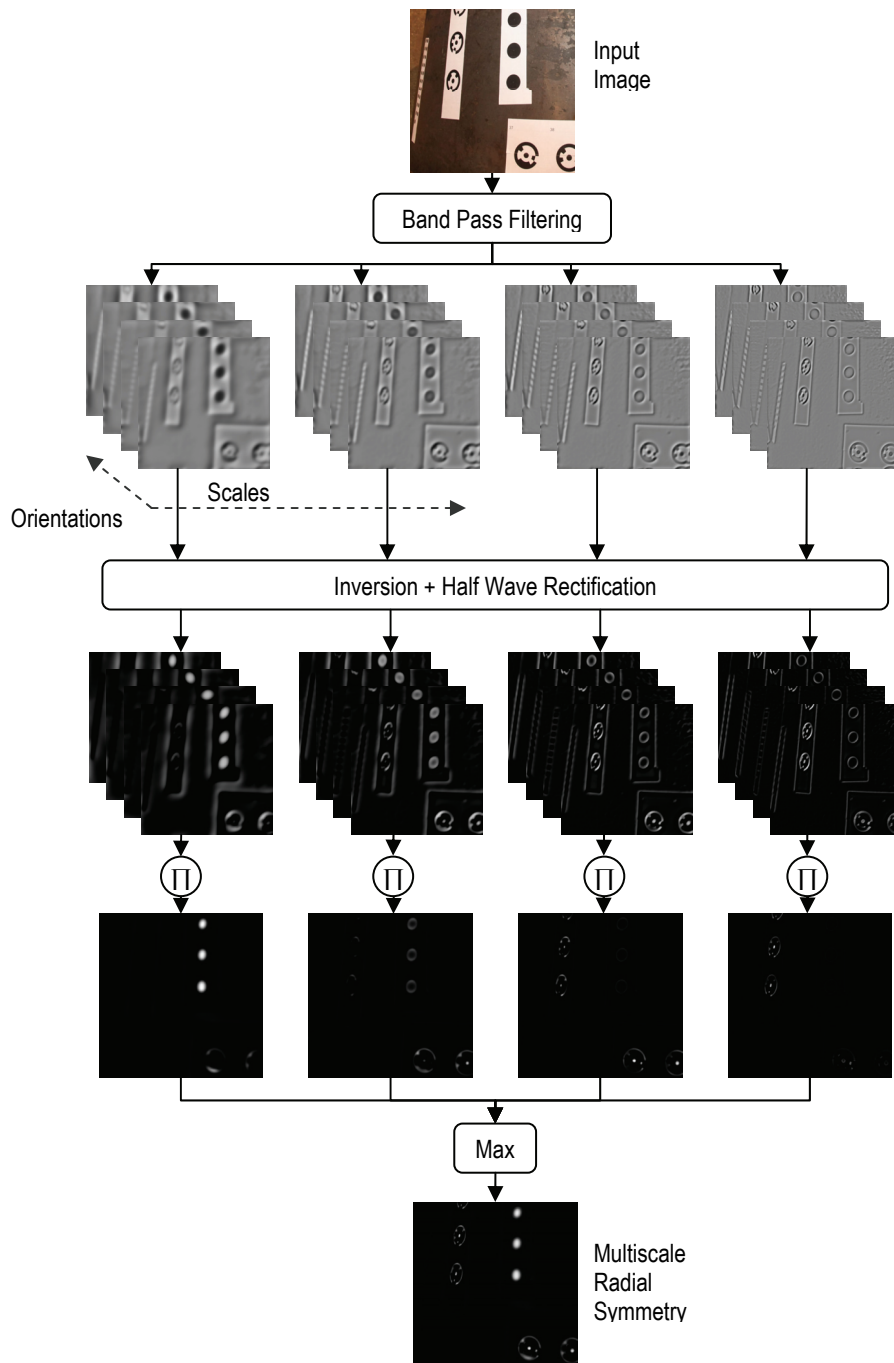 Input
Image
Band Pass Filtering
Scales
Orientations
Inversion + Half Wave Rectification
∏
∏
∏
∏
Max
Multiscale
Radial
Symmetry